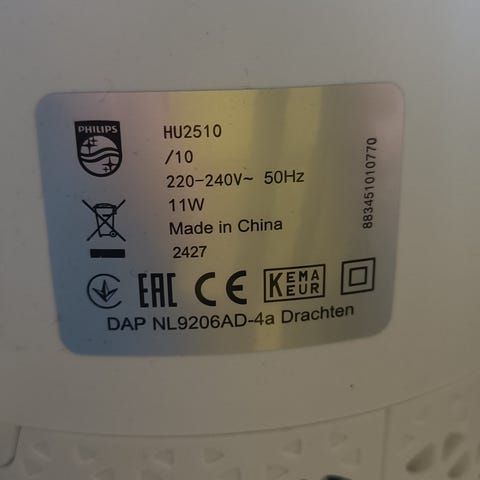 PHILIPS
HU2510
/10
220-240V~ 50Hz
11W
Made in China
2427
EAC CE KEMA
KEUR
DAP NL9206AD-4a Drachten
883451010770